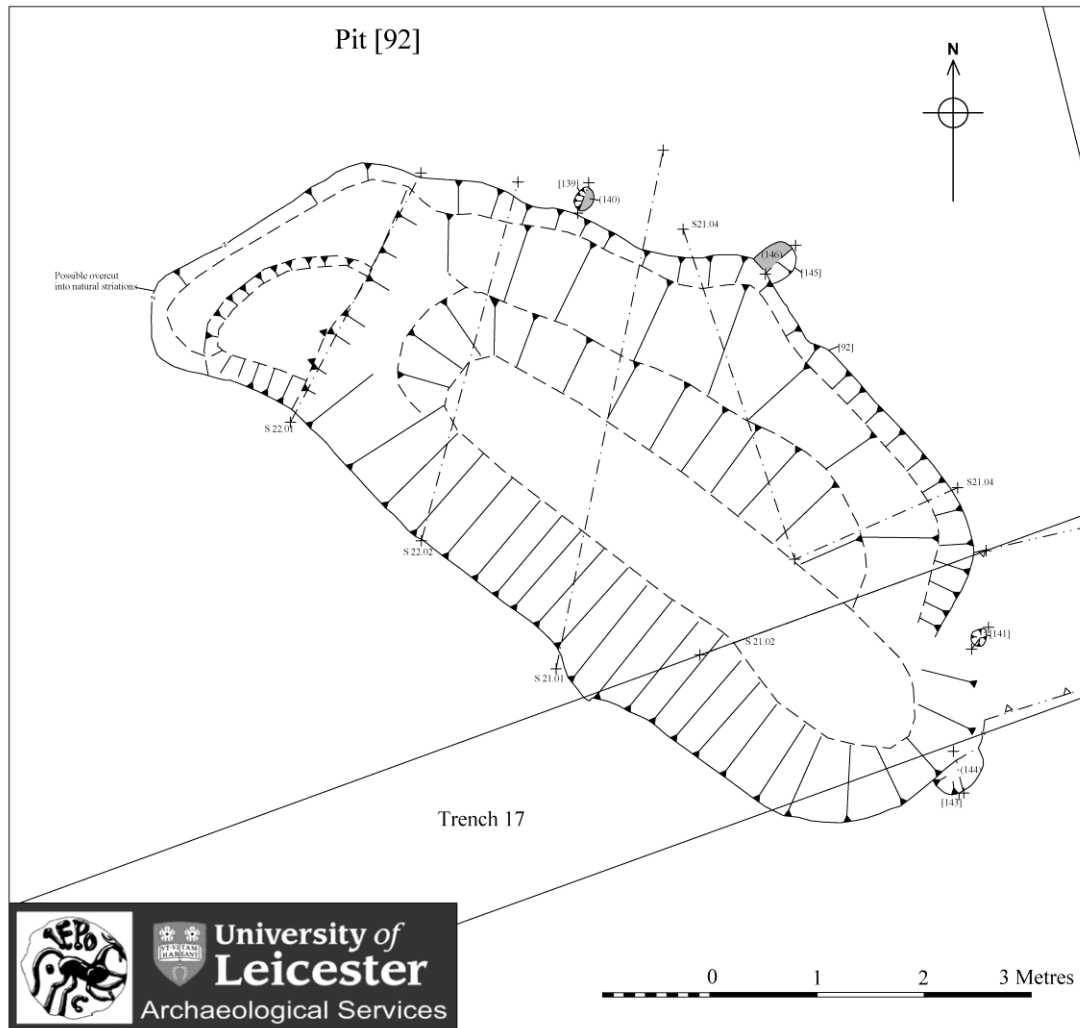 Pit [92]
N
[139]
(140)
S21.04
(146)
[145]
Possible overcut
into natural striations
[92]
S 22.01
S21.04
S 22.02
[141]
S 21.02
S 21.01
(144)
[143]
Trench 17
University of
Leicester
Archaeological Services
0 1 2 3 Metres